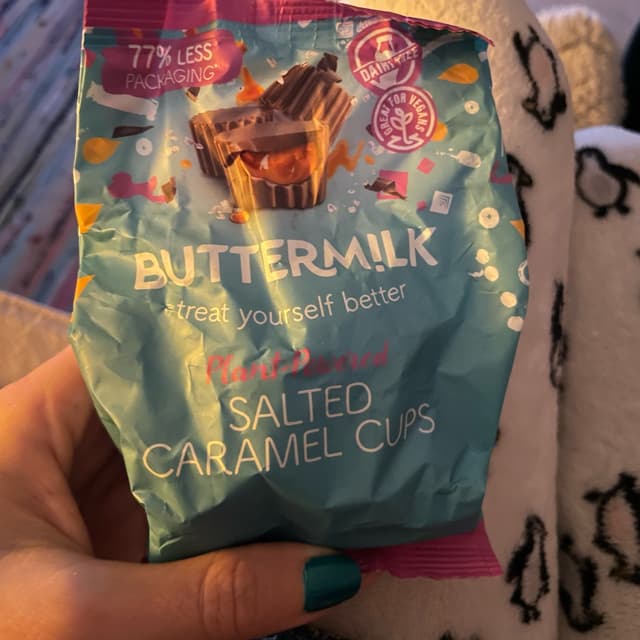 77% LESS
PACKAGING*
DAIRY FREE
GREAT FOR VEGANS
BUTTERM!LK
treat yourself better
Plant-Powered
SALTED
CARAMEL CUPS